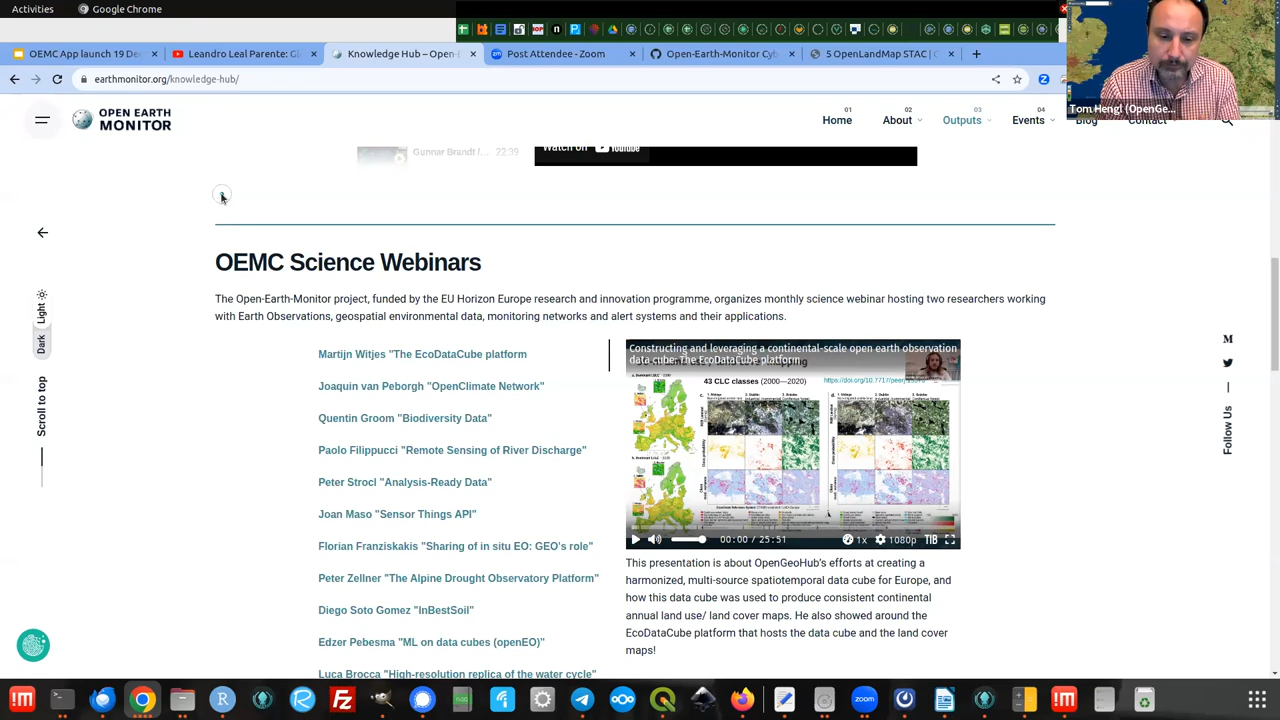 Activities
Google Chrome
OEMC App launch 19 Dec
Leandro Leal Parente: Gl
Knowledge Hub – Open-E
Post Attendee - Zoom
Open-Earth-Monitor Cyb
5 OpenLandMap STAC |
earthmonitor.org/knowledge-hub/
Tom Hengl (OpenGe...
OPEN EARTH
MONITOR
01
Home
02
About
03
Outputs
04
Events
Blog
Contact
Gunnar Brandt /... 22:39
Watch on YouTube
OEMC Science Webinars
The Open-Earth-Monitor project, funded by the EU Horizon Europe research and innovation programme, organizes monthly science webinar hosting two researchers working
with Earth Observations, geospatial environmental data, monitoring networks and alert systems and their applications.
Light
Dark
Scroll to top
Martijn Witjes "The EcoDataCube platform
Joaquin van Peborgh "OpenClimate Network"
Quentin Groom "Biodiversity Data"
Paolo Filippucci "Remote Sensing of River Discharge"
Peter Strocl "Analysis-Ready Data"
Joan Maso "Sensor Things API"
Florian Franziskakis "Sharing of in situ EO: GEO's role"
Peter Zellner "The Alpine Drought Observatory Platform"
Diego Soto Gomez "InBestSoil"
Edzer Pebesma "ML on data cubes (openEO)"
Luca Brocca "High-resolution replica of the water cycle"
Constructing and leveraging a continental-scale open earth observation
data cube: The EcoDataCube platform
43 CLC classes (2000—2020)
00:00 / 25:51
1x
1080p
TIB
This presentation is about OpenGeoHub's efforts at creating a
harmonized, multi-source spatiotemporal data cube for Europe, and
how this data cube was used to produce consistent continental
annual land use/ land cover maps. He also showed around the
EcoDataCube platform that hosts the data cube and the land cover
maps!
Follow Us